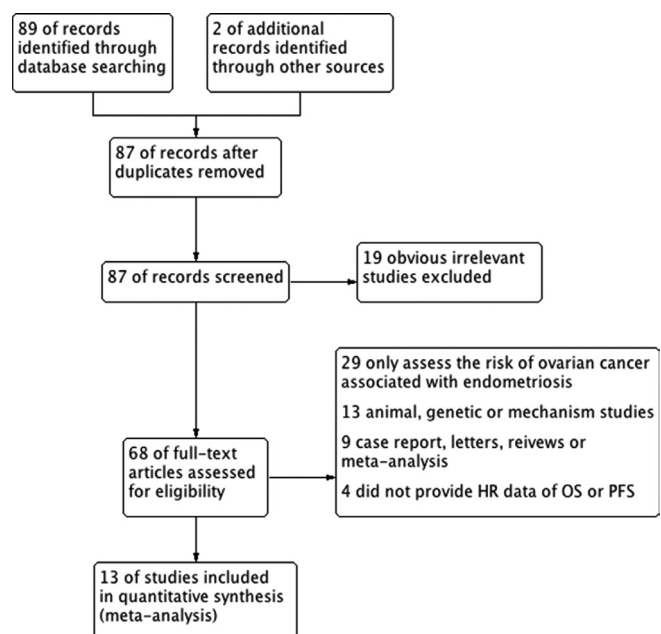 89 of records
identified through
database searching
2 of additional
records identified
through other sources
87 of records after
duplicates removed
87 of records screened
19 obvious irrelevant
studies excluded
29 only assess the risk of ovarian cancer
associated with endometriosis
13 animal, genetic or mechanism studies
9 case report, letters, reivews or
meta-analysis
4 did not provide HR data of OS or PFS
68 of full-text
articles assessed
for eligibility
13 of studies included
in quantitative synthesis
(meta-analysis)